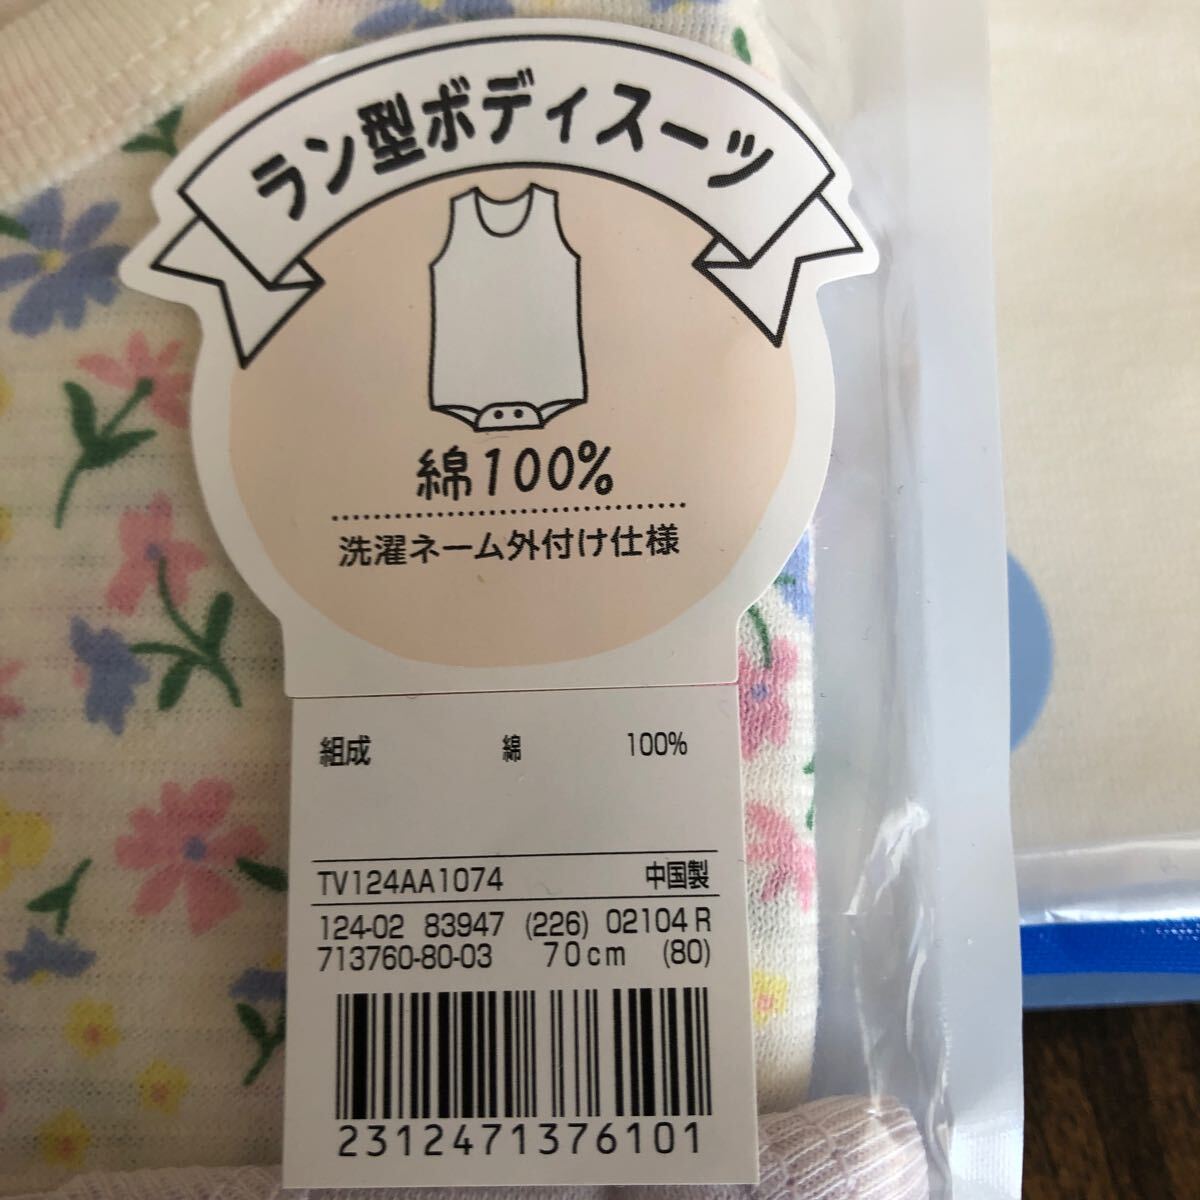 ラン型ボディスーツ
綿100%
洗濯ネーム外付け仕様
組成 綿 100%
TV124AA1074 中国製
124-02 83947 (226) 02104 R
713760-80-03 70cm (80)
2312471376101